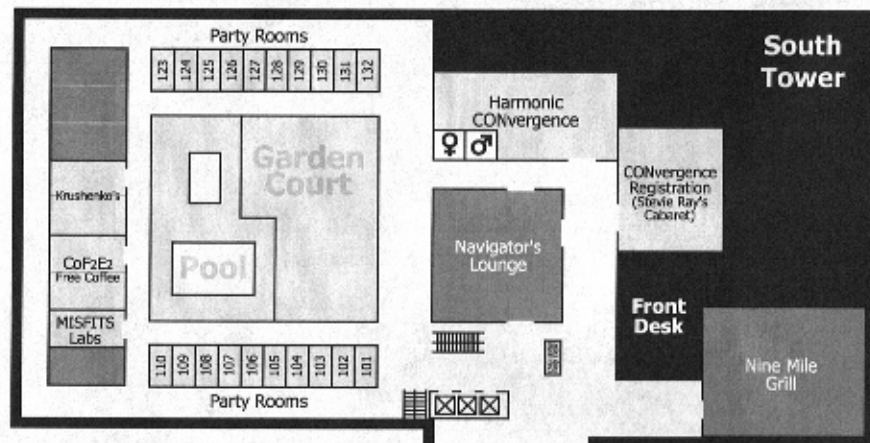 Party Rooms
123
124
125
126
127
128
129
130
131
132
South
Tower
Harmonic
CONvergence
Garden
Court
CONvergence
Registration
(Stevie Ray's
Cabaret)
Krushenko's
Navigator's
Lounge
CoF2E2
Free Coffee
Pool
MISFITS
Labs
Front
Desk
Nine Mile
Grill
110
109
108
107
106
105
104
103
102
101
Party Rooms